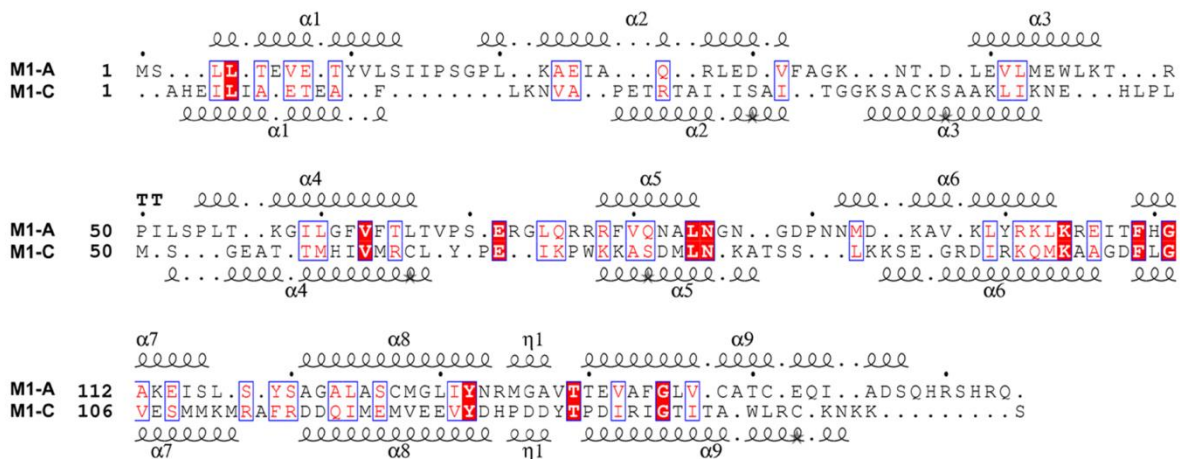 α1 α2 α3
M1-A 1 MS...LL.TEVE.TYVLSIIPSGPL..KAEIA...Q..RLED.VFAGK...NT..D.LEVLMEWLKT...R
M1-C 1 ..AHEILIA.ETEA..F........LKNVA..PETRTAI.ISAI..TGGKSACKSAAKLIKNE...HLPL
α1 α2 α3
TT α4 α5 α6
M1-A 50 PILSPLT..KGILGFVFTLTVPS.ERGLQRRRFVQNALNGN..GDPNNMD..KAV.KLYRKLKREITFHG
M1-C 50 M.S...GEAT.TMHIVMRCLY.PE..IKPWKKASDMLN.KATSS...LKKSE.GRDIRKQMKAAGDFLG
α4 α5 α6
α7 α8 η1 α9
M1-A 112 AKEISL.S.YSAGALASCMGLIYNRMGAVTTEVAFGLV.CATC.EQI..ADSQHRSHRQ.
M1-C 106 VESMMKMRAFRDDQIMEMVEEVYDHPDDYTPDIRIGTITA.WLRC.KNKK.........S
α7 α8 η1 α9